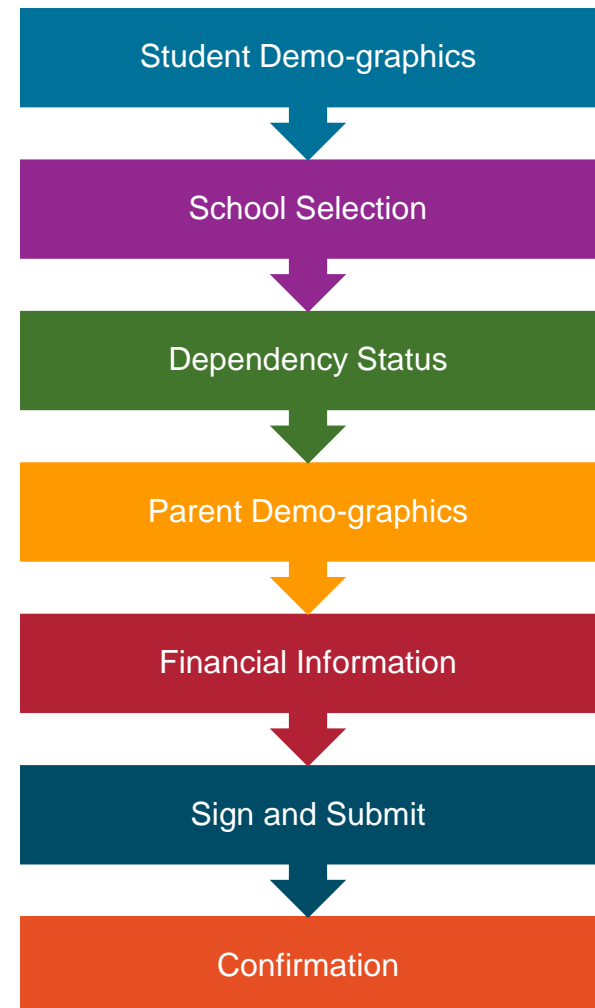 Student Demo-graphics
School Selection
Dependency Status
Parent Demo-graphics
Financial Information
Sign and Submit
Confirmation